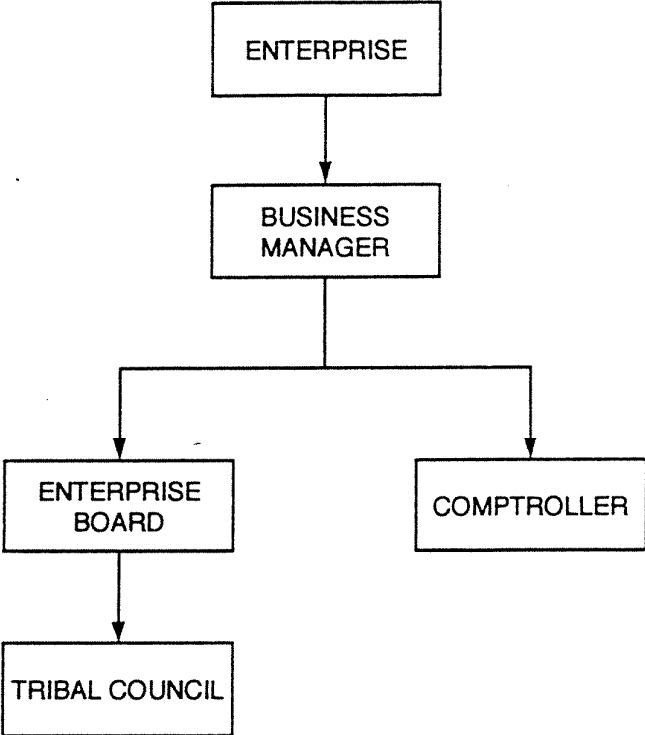 ENTERPRISE
BUSINESS
MANAGER
ENTERPRISE
BOARD
COMPTROLLER
TRIBAL COUNCIL